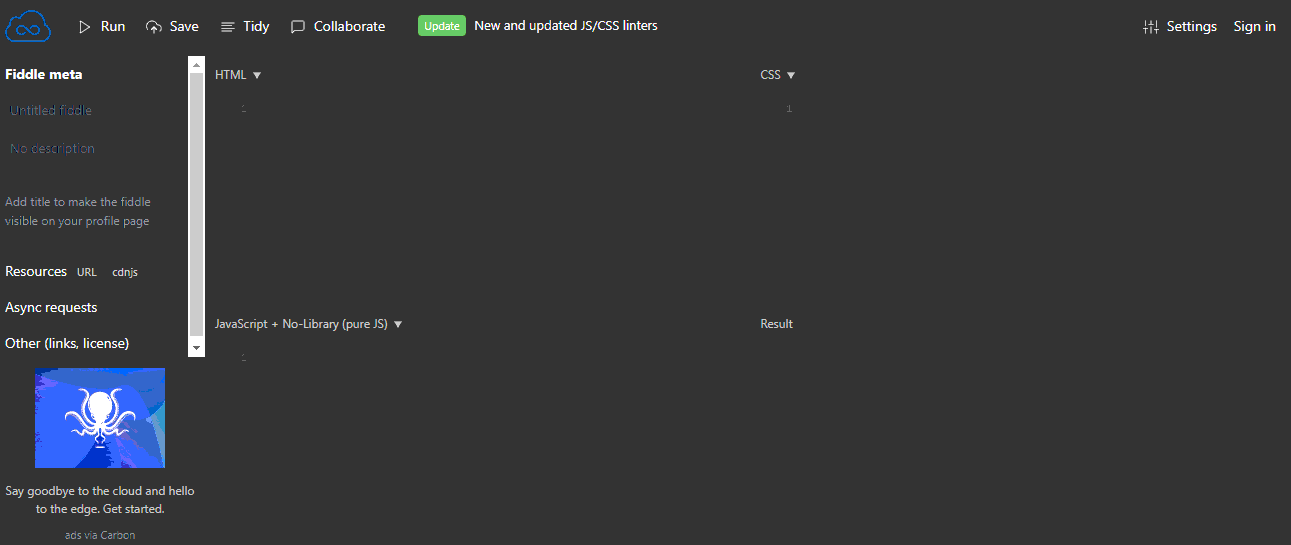 Run Save Tidy Collaborate Update New and updated JS/CSS linters Settings Sign in
Fiddle meta
Untitled fiddle
No description
Add title to make the fiddle
visible on your profile page
Resources URL cdnjs
Async requests
Other (links, license)
Say goodbye to the cloud and hello
to the edge. Get started.
ads via Carbon
HTML
1
CSS
1
JavaScript + No-Library (pure JS)
1
Result